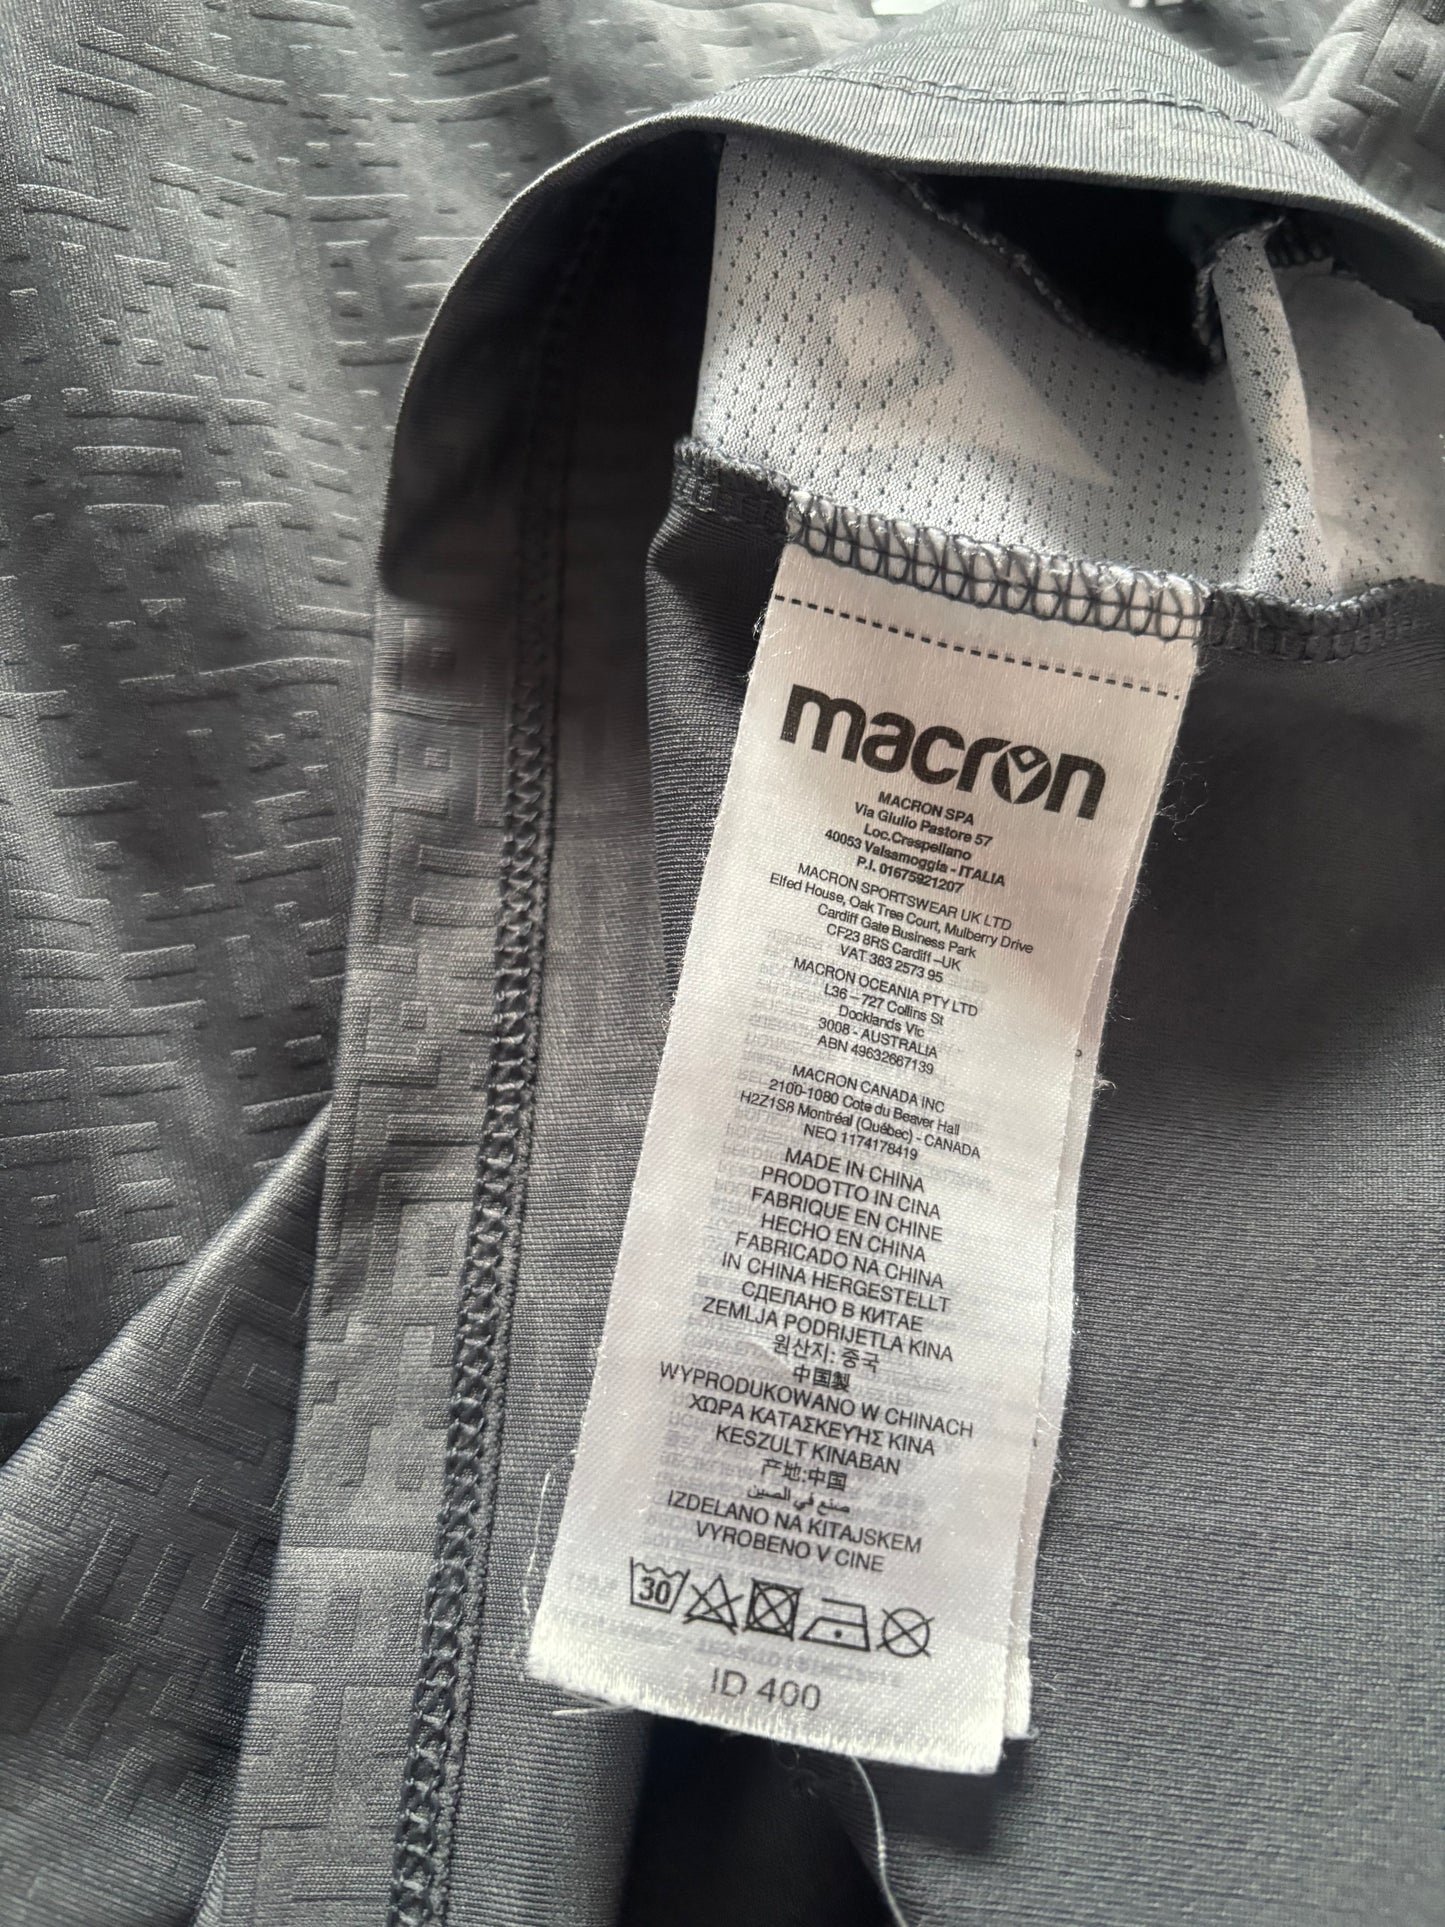 macron
MACRON SPA
Via Giulio Pastore 57
Loc.Crespellano
40053 Valsamoggia - ITALIA
P.I. 01675921207
MACRON SPORTSWEAR UK LTD
Elfed House, Oak Tree Court, Mulberry Drive
Cardiff Gate Business Park
CF23 8RS Cardiff –UK
VAT 363 2573 95
MACRON OCEANIA PTY LTD
L36 – 727 Collins St
Docklands Vic
3008 - AUSTRALIA
ABN 49632667139
MACRON CANADA INC
2100-1080 Cote du Beaver Hall
H2Z1S8 Montréal (Québec) - CANADA
NEQ 1174178419
MADE IN CHINA
PRODOTTO IN CINA
FABRIQUE EN CHINE
HECHO EN CHINA
FABRICADO NA CHINA
IN CHINA HERGESTELLT
СДЕЛАНО В КИТАЕ
ZEMLJA PODRIJETLA KINA
원산지: 중국
中国製
WYPRODUKOWANO W CHINACH
ΧΩΡΑ ΚΑΤΑΣΚΕΥΉΣ ΚΙΝΑ
KESZULT KINABAN
产地:中国
صنع في الصين
IZDELANO NA KITAJSKEM
VYROBENO V CINE
30
ID 400